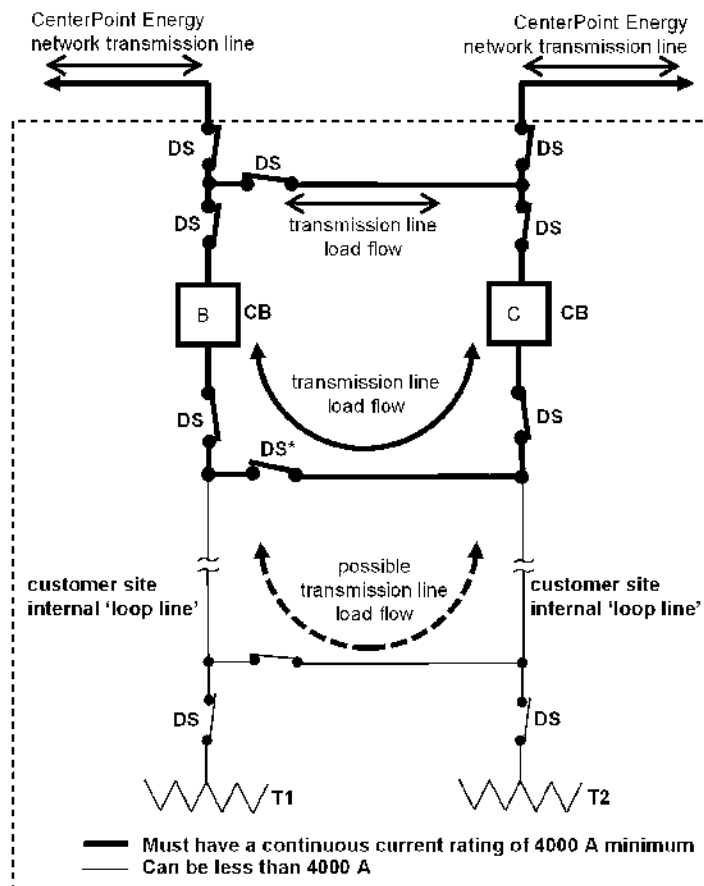 CenterPoint Energy
network transmission line
CenterPoint Energy
network transmission line
DS
DS
DS
DS
transmission line
load flow
DS
B
CB
C
CB
transmission line
load flow
DS
DS
DS*
customer site
internal 'loop line'
possible
transmission line
load flow
customer site
internal 'loop line'
DS
DS
T1
T2
Must have a continuous current rating of 4000 A minimum
Can be less than 4000 A